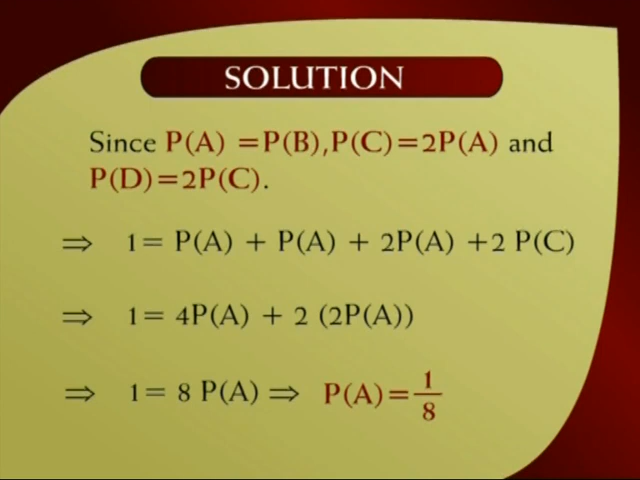 SOLUTION
Since P(A) =P(B),P(C)=2P(A) and
P(D)=2P(C).
⇒ 1= P(A) + P(A) + 2P(A) +2 P(C)
⇒ 1= 4P(A) + 2 (2P(A))
⇒ 1= 8 P(A) ⇒ P(A)=1/8